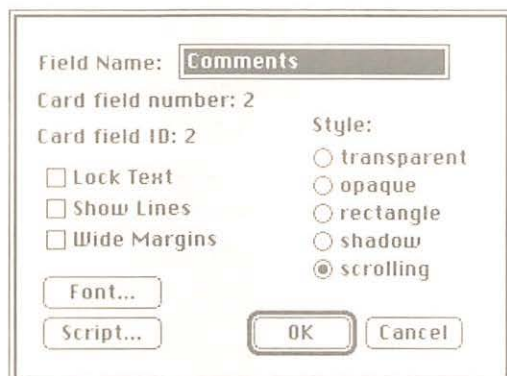 Field Name: Comments
Card field number: 2
Card field ID: 2
Lock Text
Show Lines
Wide Margins
Style:
transparent
opaque
rectangle
shadow
scrolling
Font...
Script...
OK
Cancel